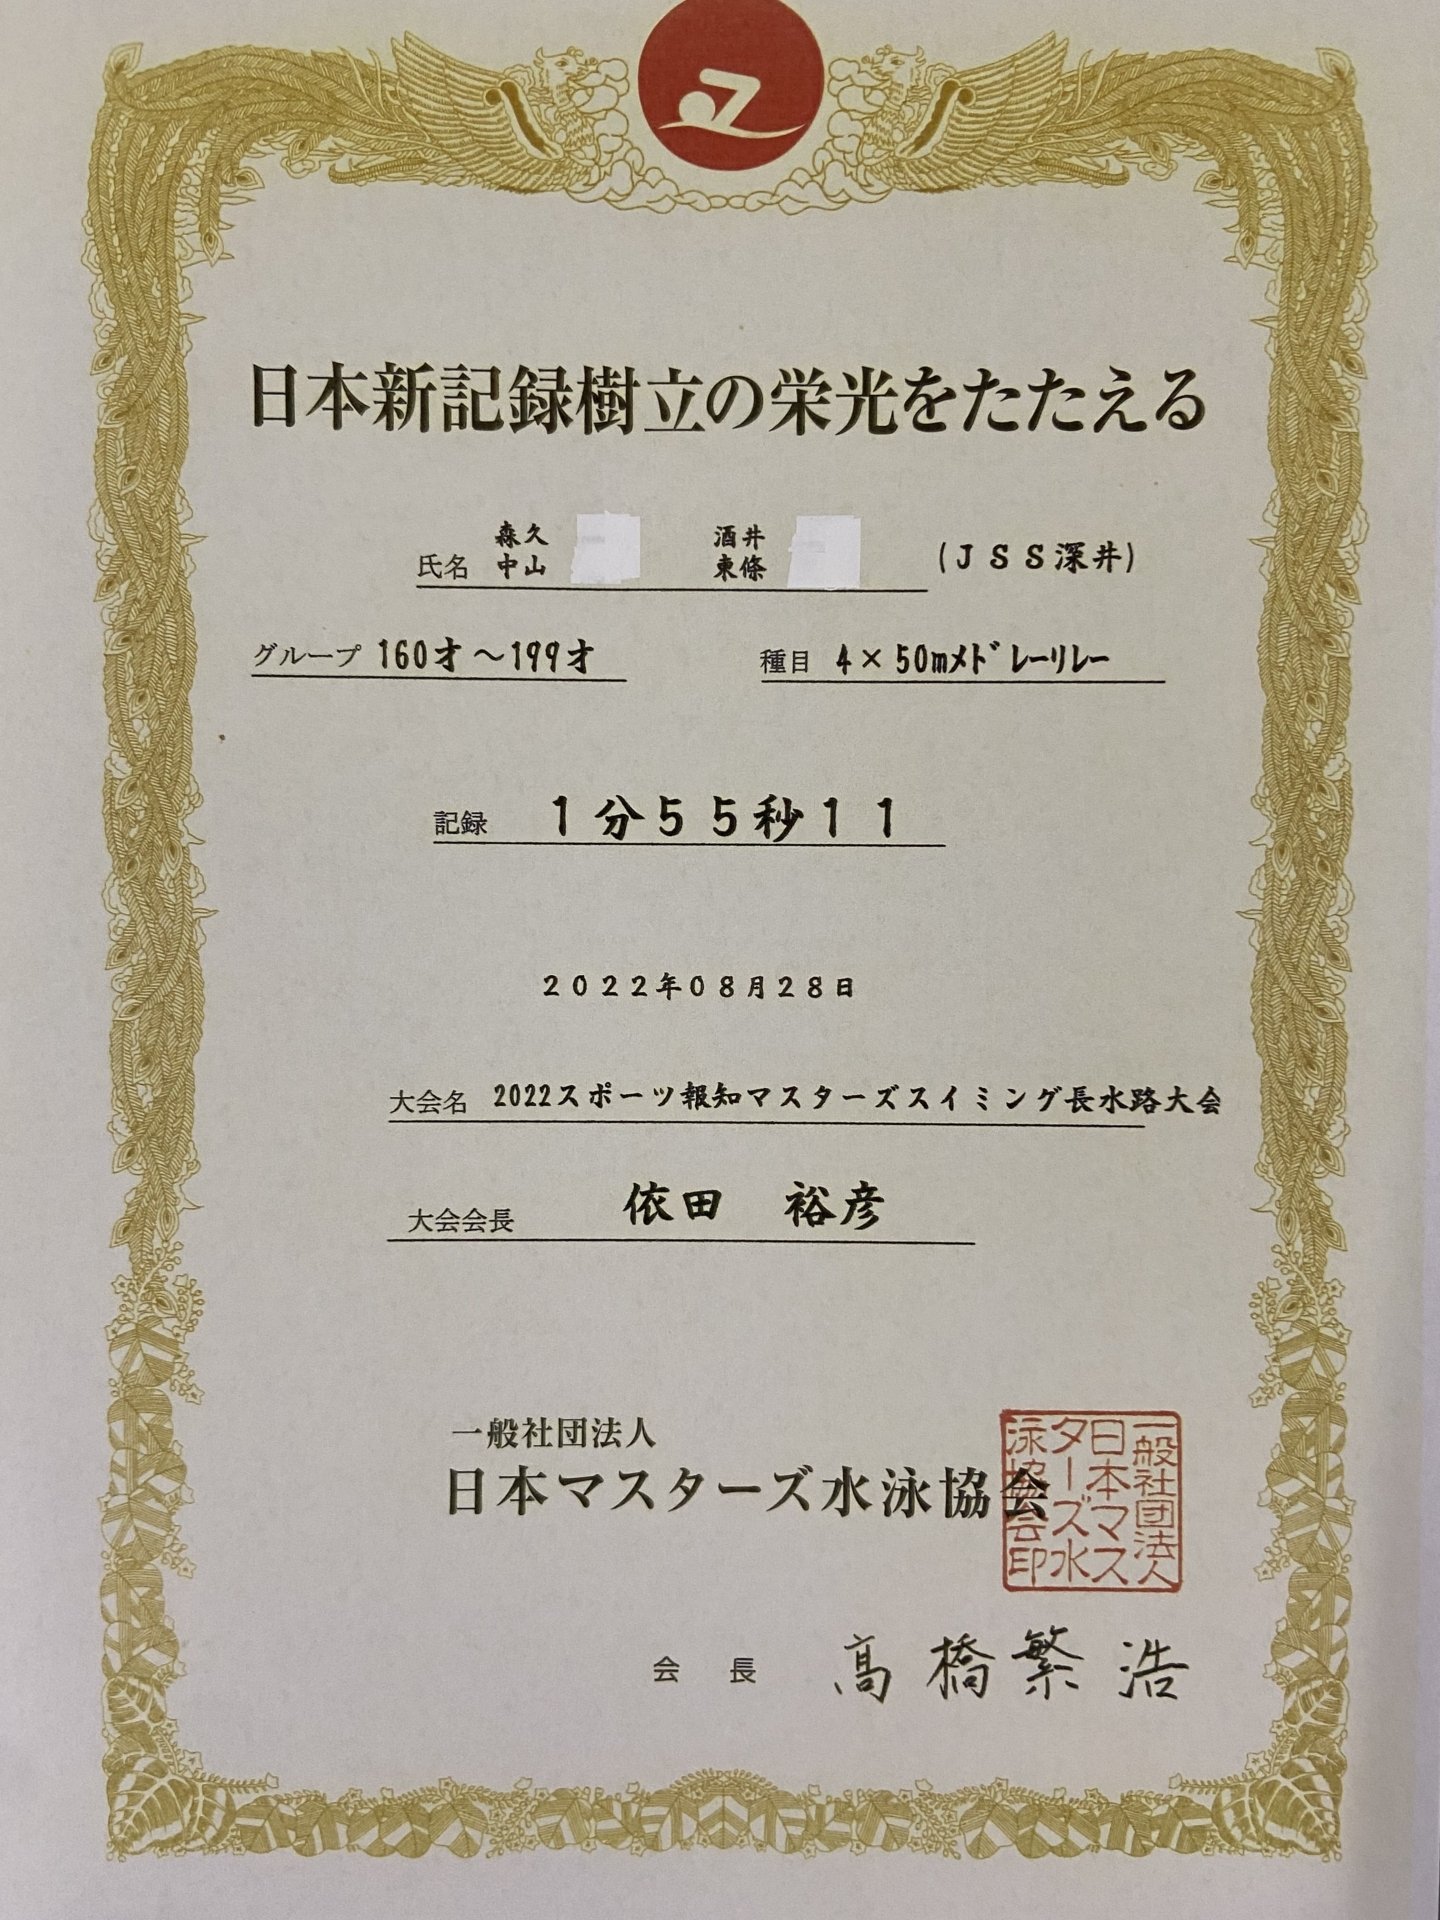 日本新記録樹立の栄光をたたえる
氏名 森久 酒井
中山 東條 (JSS深井)
グループ 160才～199才 種目 4×50mメドレーリレー
記録 1分55秒11
2022年08月28日
大会名 2022スポーツ報知マスターズスイミング長水路大会
大会会長 依田 裕彦
一般社団法人
日本マスターズ水泳協会
一般社団法人日本マスターズ水泳協会印
会長 髙橋繁浩